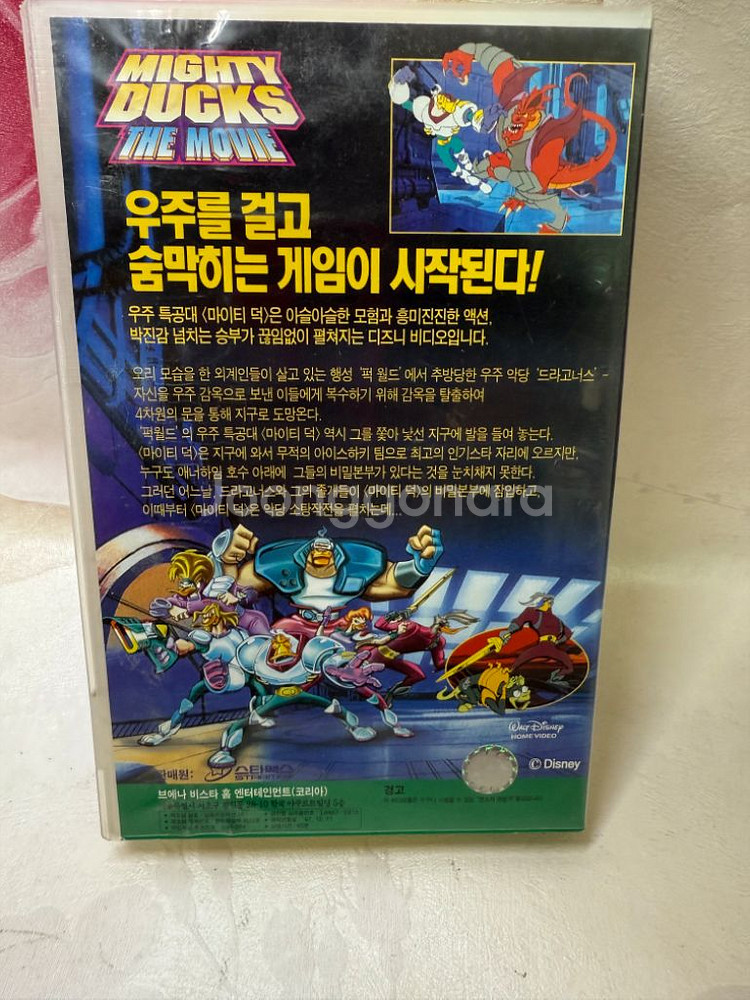 MIGHTY
DUCKS
THE MOVIE
우주를 걸고
숨막히는 게임이 시작된다!
우주 특공대 〈마이티 덕〉은 아슬아슬한 모험과 흥미진진한 액션,
박진감 넘치는 승부가 끊임없이 펼쳐지는 디즈니 비디오입니다.
오리 모습을 한 외계인들이 살고 있는 행성 '퍽 월드'에서 추방당한 우주 악당 '드라고너스' -
자신을 우주 감옥으로 보낸 이들에게 복수하기 위해 감옥을 탈출하여
4차원의 문을 통해 지구로 도망온다.
'퍽월드'의 우주 특공대 〈마이티 덕〉 역시 그를 쫓아 낯선 지구에 발을 들여 놓는다.
〈마이티 덕〉은 지구에 와서 무적의 아이스하키 팀으로 최고의 인기스타 자리에 오르지만,
누구도 애너하임 호수 아래에 그들의 비밀본부가 있다는 것을 눈치채지 못한다.
그러던 어느날, 드라고너스와 그의 졸개들이 〈마이티 덕〉의 비밀본부에 잠입하고,
이때부터 〈마이티 덕〉은 악당 소탕작전을 펼치는데...
Joonggonara
WALT DISNEY
HOME VIDEO
© Disney
판매원: 스타맥스
브에나 비스타 홈 엔터테인먼트(코리아)
경고